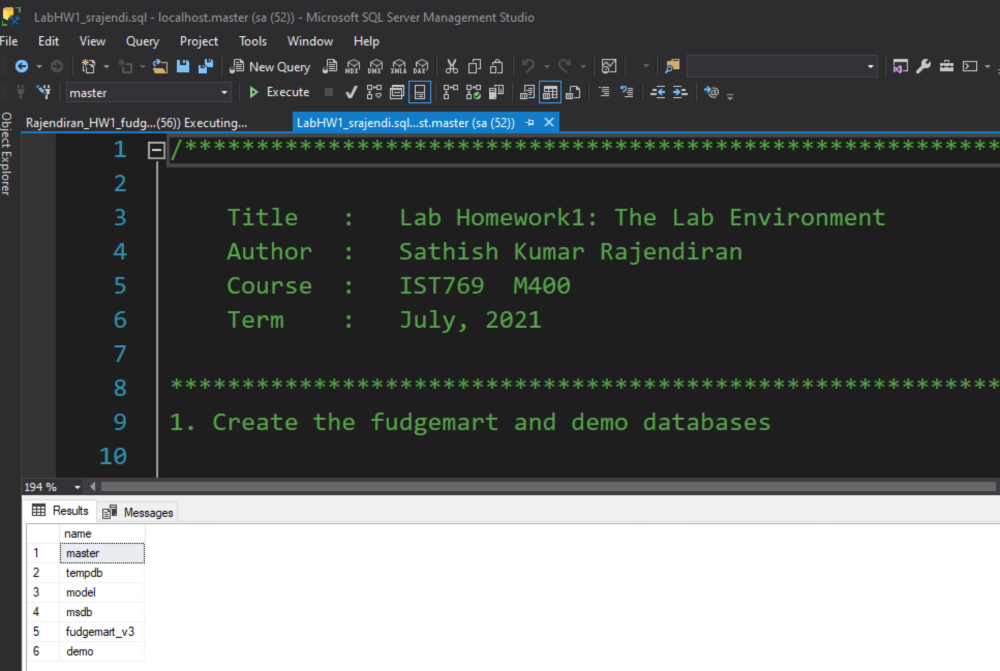 LabHW1_srajendi.sql - localhost.master (sa (52)) - Microsoft SQL Server Management Studio
File Edit View Query Project Tools Window Help
New Query MDX DMX XMLA DAX
master Execute
Object Explorer
Rajendiran_HW1_fudg...(56)) Executing... LabHW1_srajendi.sql...st.master (sa (52))
1 /**********************************************************
2
3 Title : Lab Homework1: The Lab Environment
4 Author : Sathish Kumar Rajendiran
5 Course : IST769 M400
6 Term : July, 2021
7
8 **********************************************************
9 1. Create the fudgemart and demo databases
10
194 %
Results Messages
name
1 master
2 tempdb
3 model
4 msdb
5 fudgemart_v3
6 demo